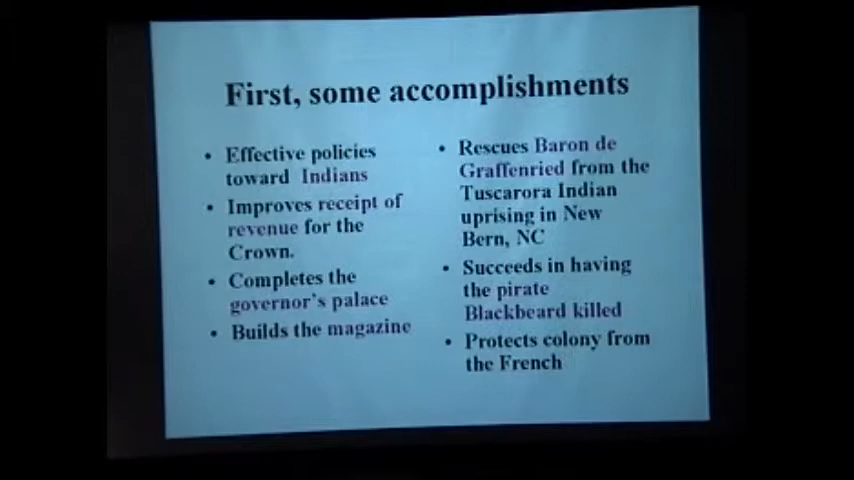 First, some accomplishments
• Effective policies
toward Indians
• Improves receipt of
revenue for the
Crown.
• Completes the
governor's palace
• Builds the magazine
• Rescues Baron de
Graffenried from the
Tuscarora Indian
uprising in New
Bern, NC
• Succeeds in having
the pirate
Blackbeard killed
• Protects colony from
the French